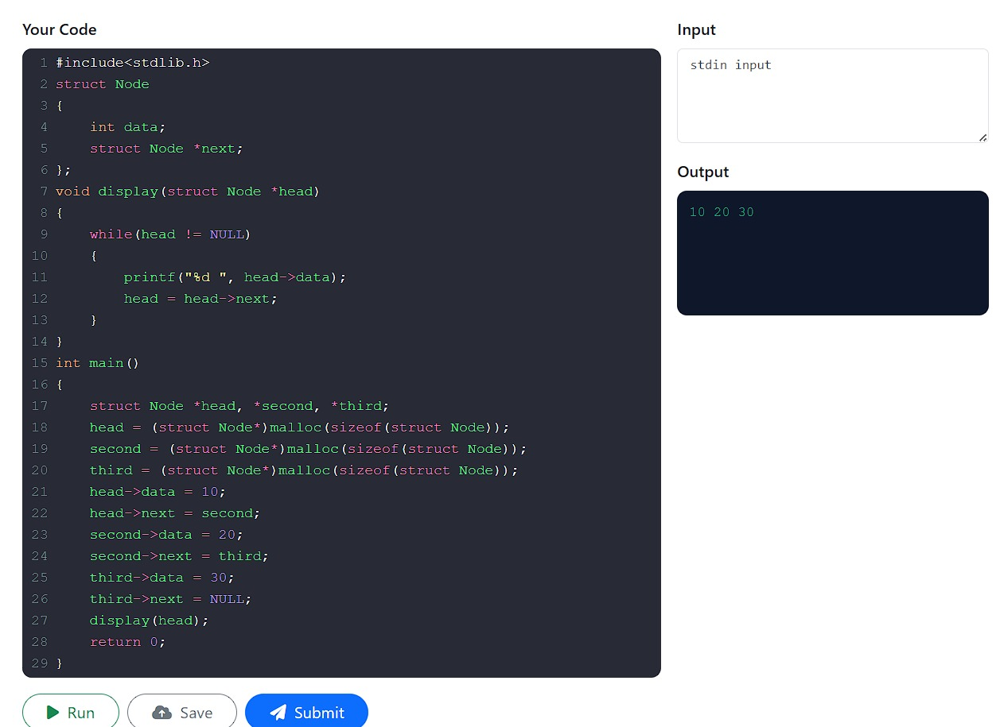 Your Code
1 #include<stdlib.h>
2 struct Node
3 {
4     int data;
5     struct Node *next;
6 };
7 void display(struct Node *head)
8 {
9     while(head != NULL)
10     {
11         printf("%d ", head->data);
12         head = head->next;
13     }
14 }
15 int main()
16 {
17     struct Node *head, *second, *third;
18     head = (struct Node*)malloc(sizeof(struct Node));
19     second = (struct Node*)malloc(sizeof(struct Node));
20     third = (struct Node*)malloc(sizeof(struct Node));
21     head->data = 10;
22     head->next = second;
23     second->data = 20;
24     second->next = third;
25     third->data = 30;
26     third->next = NULL;
27     display(head);
28     return 0;
29 }
Run Save Submit
Input
stdin input
Output
10 20 30